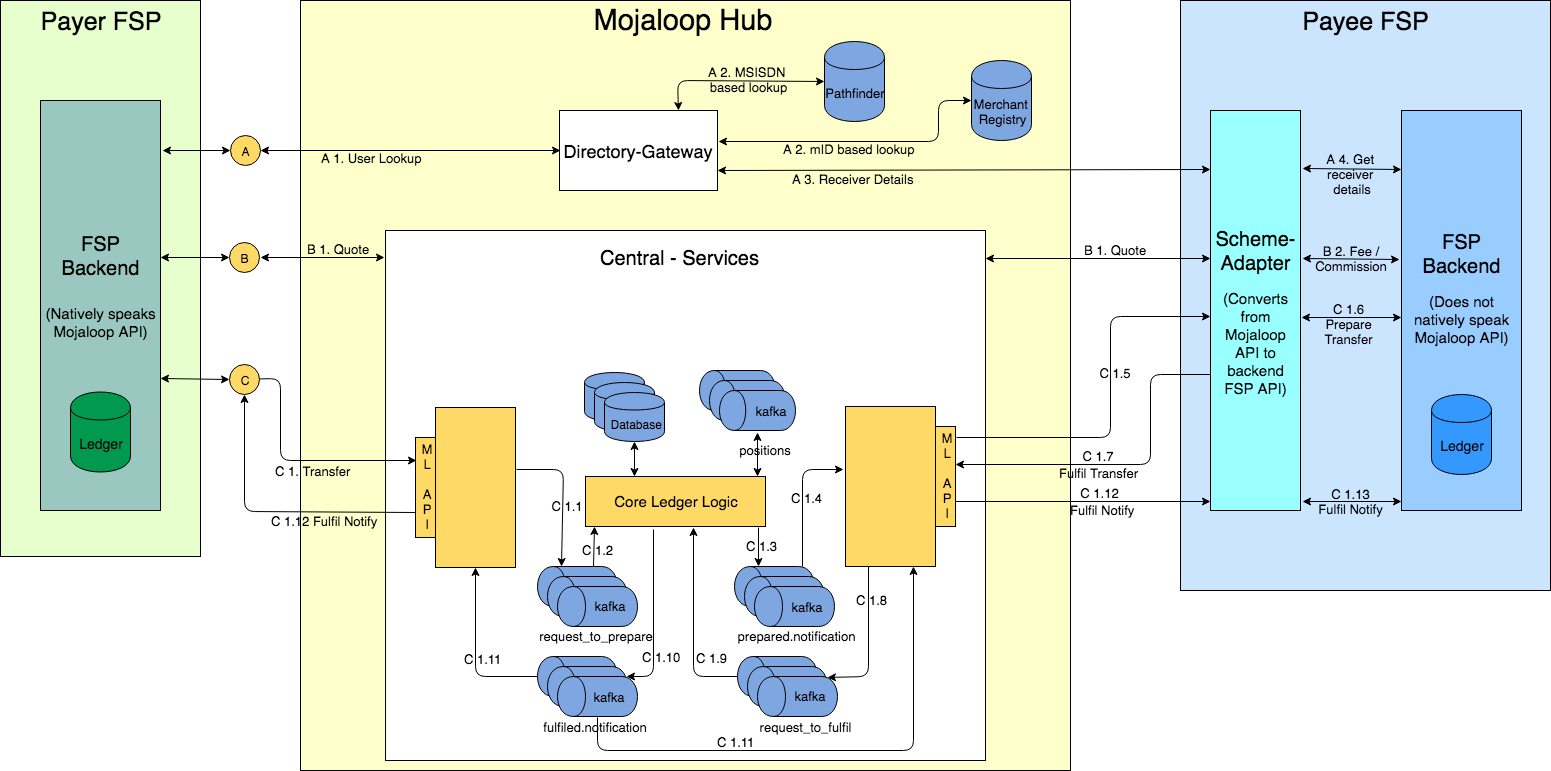 Payer FSP
Mojaloop Hub
Payee FSP
A 2. MSISDN
based lookup
Pathfinder
Merchant
Registry
Directory-Gateway
A
A 1. User Lookup
A 2. mID based lookup
A 3. Receiver Details
A 4. Get
receiver
details
FSP
Backend
(Natively speaks
Mojaloop API)
Ledger
B
B 1. Quote
Central - Services
B 1. Quote
Scheme-
Adapter
(Converts
from
Mojaloop
API to
backend
FSP API)
B 2. Fee /
Commission
FSP
Backend
(Does not
natively speak
Mojaloop API)
C 1.6
Prepare
Transfer
Ledger
C
C 1. Transfer
C 1.12 Fulfil Notify
M
L
A
P
I
Database
kafka
positions
Core Ledger Logic
C 1.1
C 1.2
C 1.3
C 1.4
M
L
A
P
I
C 1.5
C 1.7
Fulfil Transfer
C 1.12
Fulfil Notify
C 1.13
Fulfil Notify
kafka
request_to_prepare
kafka
prepared.notification
C 1.8
C 1.11
C 1.10
C 1.9
kafka
fulfiled.notification
kafka
request_to_fulfil
C 1.11